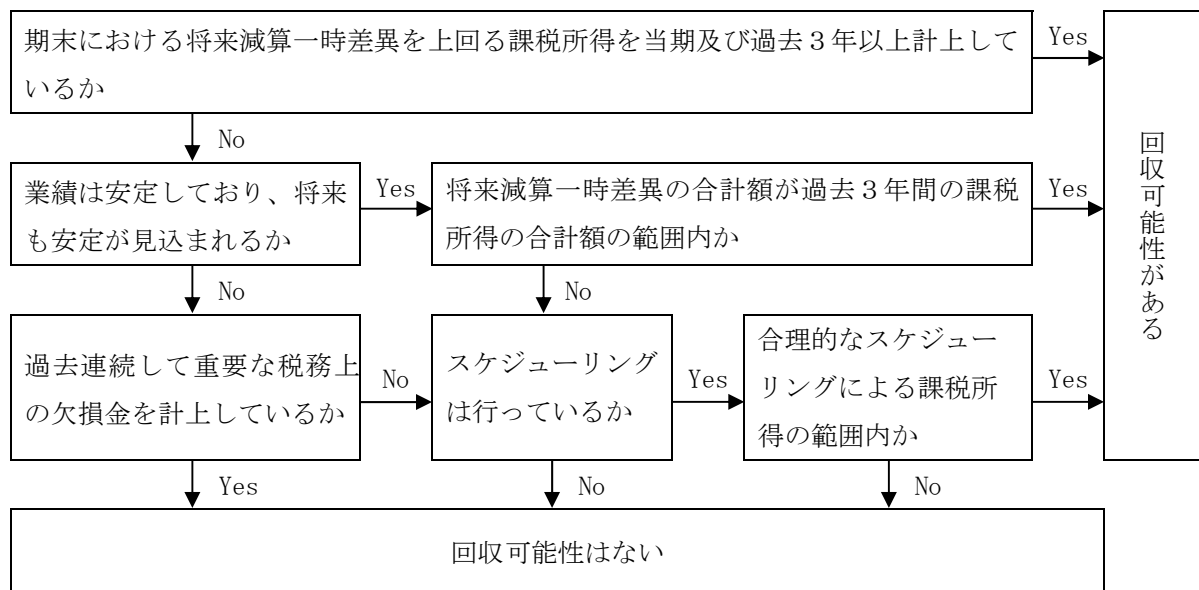 期末における将来減算一時差異を上回る課税所得を当期及び過去３年以上計上して
いるか
Yes
No
業績は安定しており、将来
も安定が見込まれるか
Yes
将来減算一時差異の合計額が過去３年間の課税
所得の合計額の範囲内か
Yes
No
No
過去連続して重要な税務上
の欠損金を計上しているか
No
スケジューリング
は行っているか
Yes
合理的なスケジュー
リングによる課税所
得の範囲内か
Yes
回収可能性がある
Yes
No
No
回収可能性はない